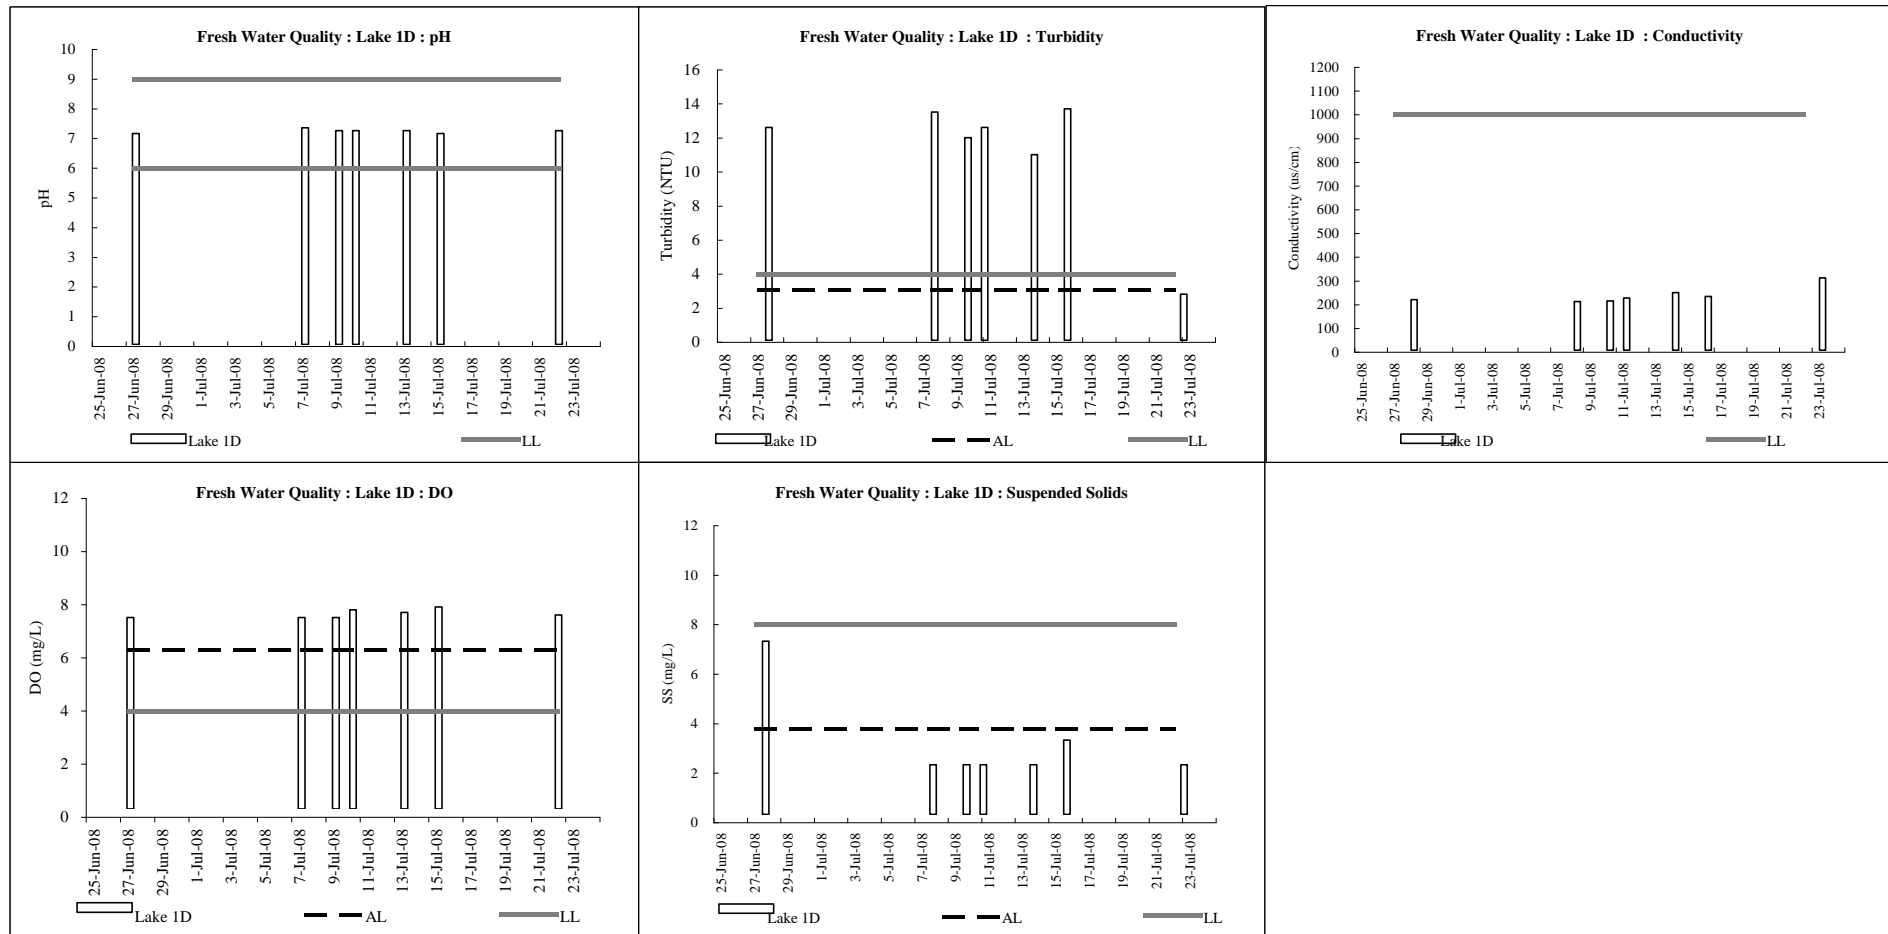 Fresh Water Quality : Lake 1D : pH
10
9
8
7
6
5
4
3
2
1
0
pH
25-Jun-08
27-Jun-08
29-Jun-08
1-Jul-08
3-Jul-08
5-Jul-08
7-Jul-08
9-Jul-08
11-Jul-08
13-Jul-08
15-Jul-08
17-Jul-08
19-Jul-08
21-Jul-08
23-Jul-08
Lake 1D LL
Fresh Water Quality : Lake 1D : Turbidity
16
14
12
10
8
6
4
2
0
Turbidity (NTU)
25-Jun-08
27-Jun-08
29-Jun-08
1-Jul-08
3-Jul-08
5-Jul-08
7-Jul-08
9-Jul-08
11-Jul-08
13-Jul-08
15-Jul-08
17-Jul-08
19-Jul-08
21-Jul-08
23-Jul-08
Lake 1D AL LL
Fresh Water Quality : Lake 1D : Conductivity
1200
1100
1000
900
800
700
600
500
400
300
200
100
0
Conductivity (us/cm)
25-Jun-08
27-Jun-08
29-Jun-08
1-Jul-08
3-Jul-08
5-Jul-08
7-Jul-08
9-Jul-08
11-Jul-08
13-Jul-08
15-Jul-08
17-Jul-08
19-Jul-08
21-Jul-08
23-Jul-08
Lake 1D LL
Fresh Water Quality : Lake 1D : DO
12
10
8
6
4
2
0
DO (mg/L)
25-Jun-08
27-Jun-08
29-Jun-08
1-Jul-08
3-Jul-08
5-Jul-08
7-Jul-08
9-Jul-08
11-Jul-08
13-Jul-08
15-Jul-08
17-Jul-08
19-Jul-08
21-Jul-08
23-Jul-08
Lake 1D AL LL
Fresh Water Quality : Lake 1D : Suspended Solids
12
10
8
6
4
2
0
SS (mg/L)
25-Jun-08
27-Jun-08
29-Jun-08
1-Jul-08
3-Jul-08
5-Jul-08
7-Jul-08
9-Jul-08
11-Jul-08
13-Jul-08
15-Jul-08
17-Jul-08
19-Jul-08
21-Jul-08
23-Jul-08
Lake 1D AL LL